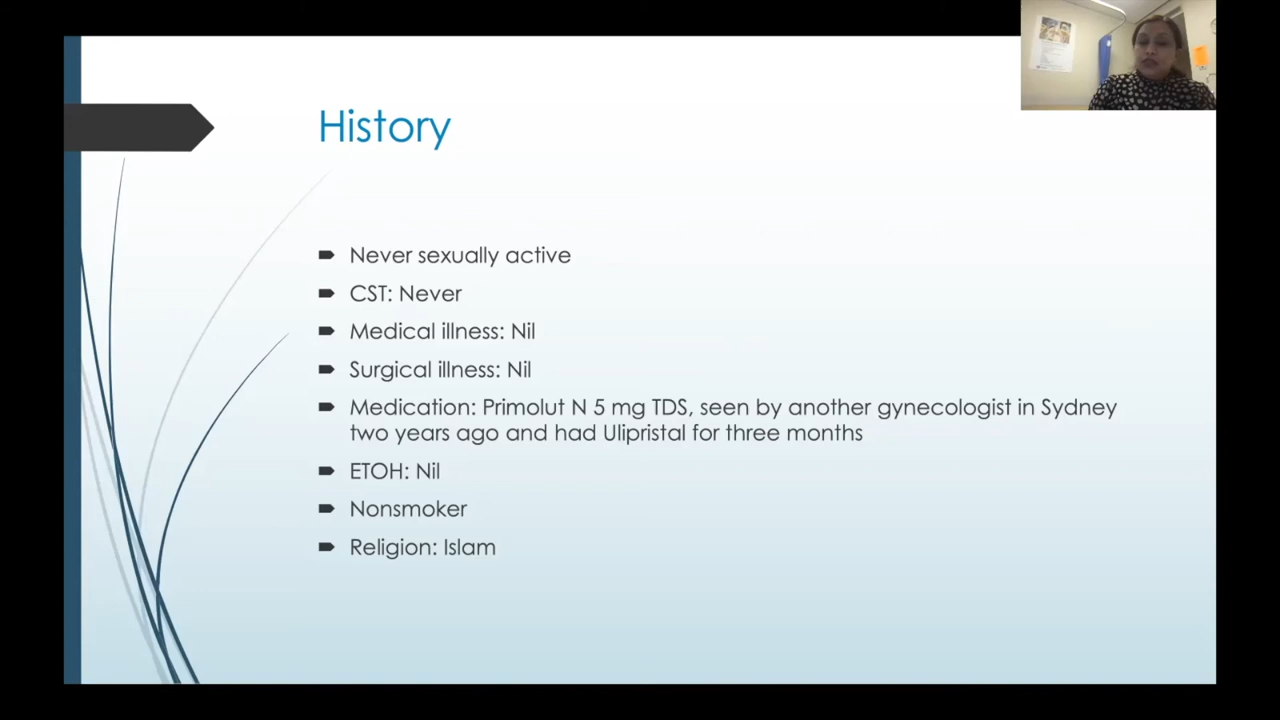 History
Never sexually active
CST: Never
Medical illness: Nil
Surgical illness: Nil
Medication: Primolut N 5 mg TDS, seen by another gynecologist in Sydney
two years ago and had Ulipristal for three months
ETOH: Nil
Nonsmoker
Religion: Islam